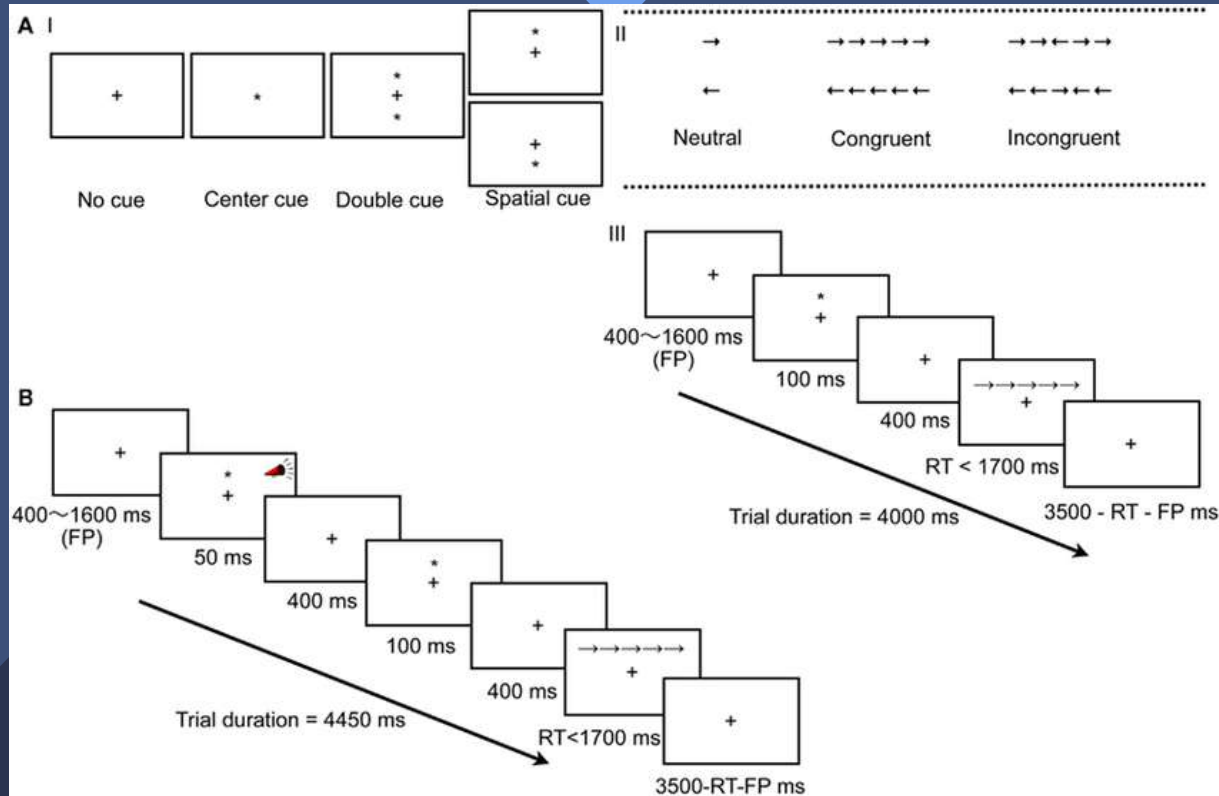 A I
+
*
*
+
*
*
+
+
*
No cue
Center cue
Double cue
Spatial cue
II
→
→→→→→
→→←→→
←
←←←←←
←←→←←
Neutral
Congruent
Incongruent
III
+
400~1600 ms
(FP)
*
+
100 ms
+
400 ms
→→→→→
+
RT < 1700 ms
+
3500 - RT - FP ms
Trial duration = 4000 ms
B
+
400~1600 ms
(FP)
*
+
50 ms
+
400 ms
*
+
100 ms
+
400 ms
→→→→→
+
RT<1700 ms
+
3500-RT-FP ms
Trial duration = 4450 ms